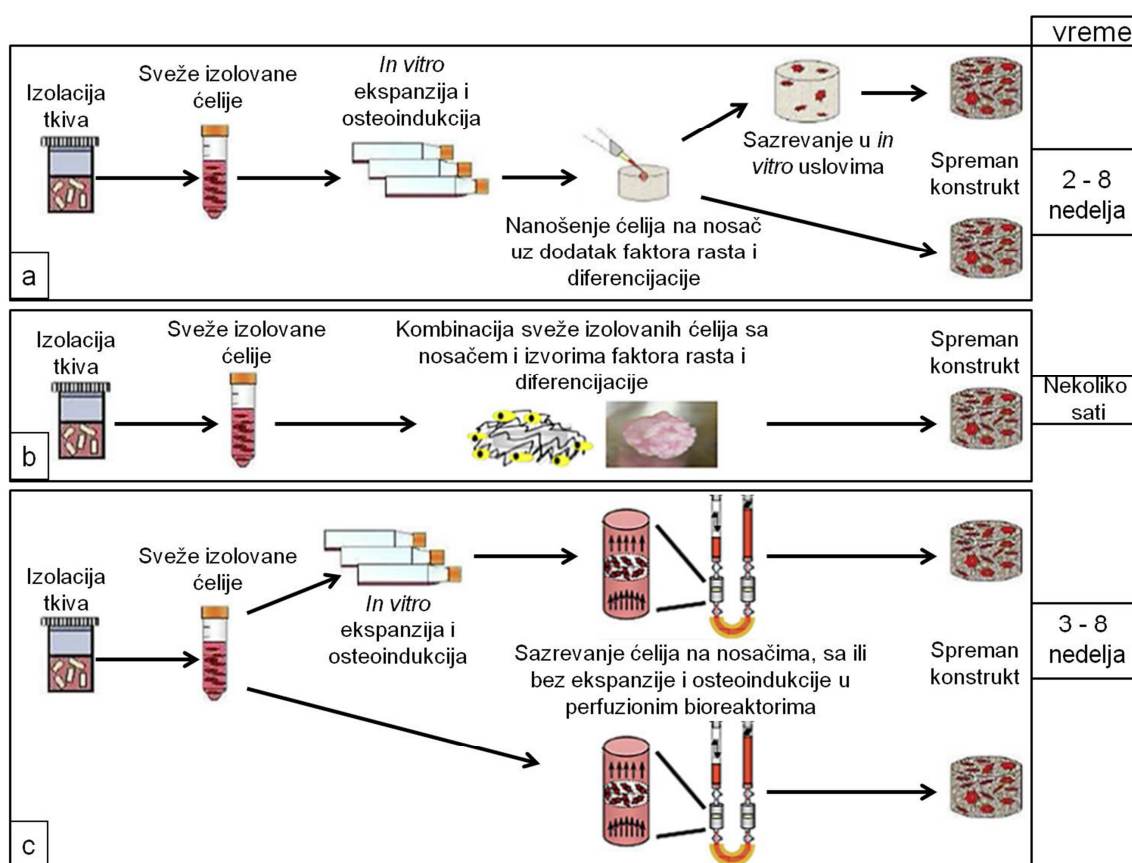 vreme
Izolacija
tkiva
Sveže izolovane
ćelije
In vitro
ekspanzija i
osteoindukcija
Nanošenje ćelija na nosač
uz dodatak faktora rasta i
diferencijacije
Sazrevanje u in
vitro uslovima
Spreman
konstrukt
2 - 8
nedelja
a
Izolacija
tkiva
Sveže izolovane
ćelije
Kombinacija sveže izolovanih ćelija sa
nosačem i izvorima faktora rasta i
diferencijacije
Spreman
konstrukt
Nekoliko
sati
b
Izolacija
tkiva
Sveže izolovane
ćelije
In vitro
ekspanzija i
osteoindukcija
Sazrevanje ćelija na nosačima, sa ili
bez ekspanzije i osteoindukcije u
perfuzionim bioreaktorima
Spreman
konstrukt
3 - 8
nedelja
c